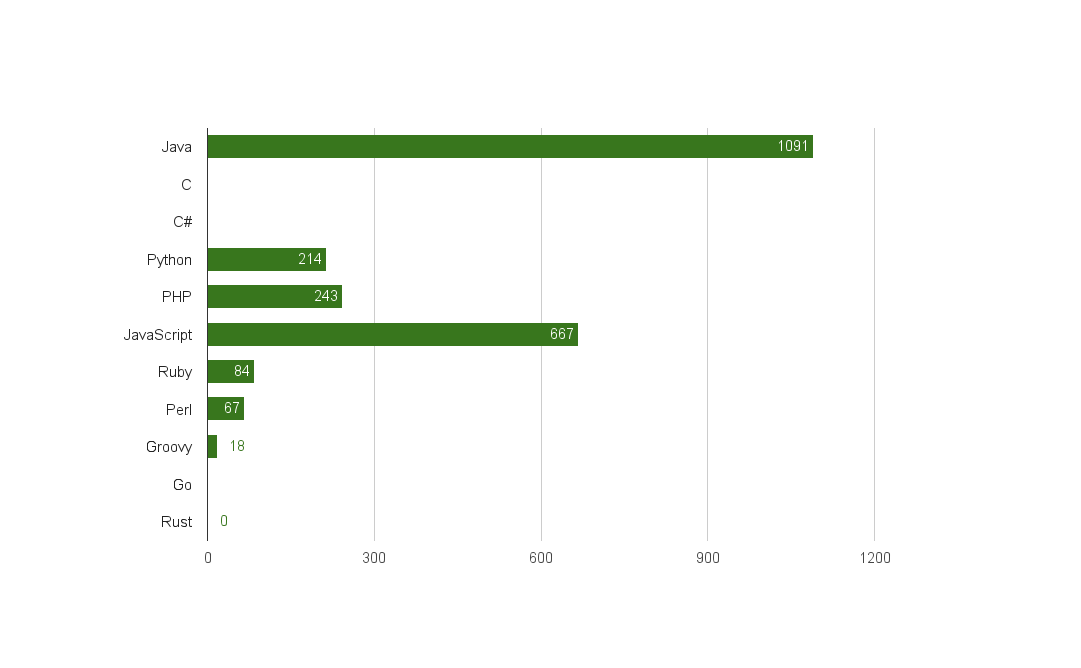 Java 1091
C
C#
Python 214
PHP 243
JavaScript 667
Ruby 84
Perl 67
Groovy 18
Go
Rust 0
0 300 600 900 1200